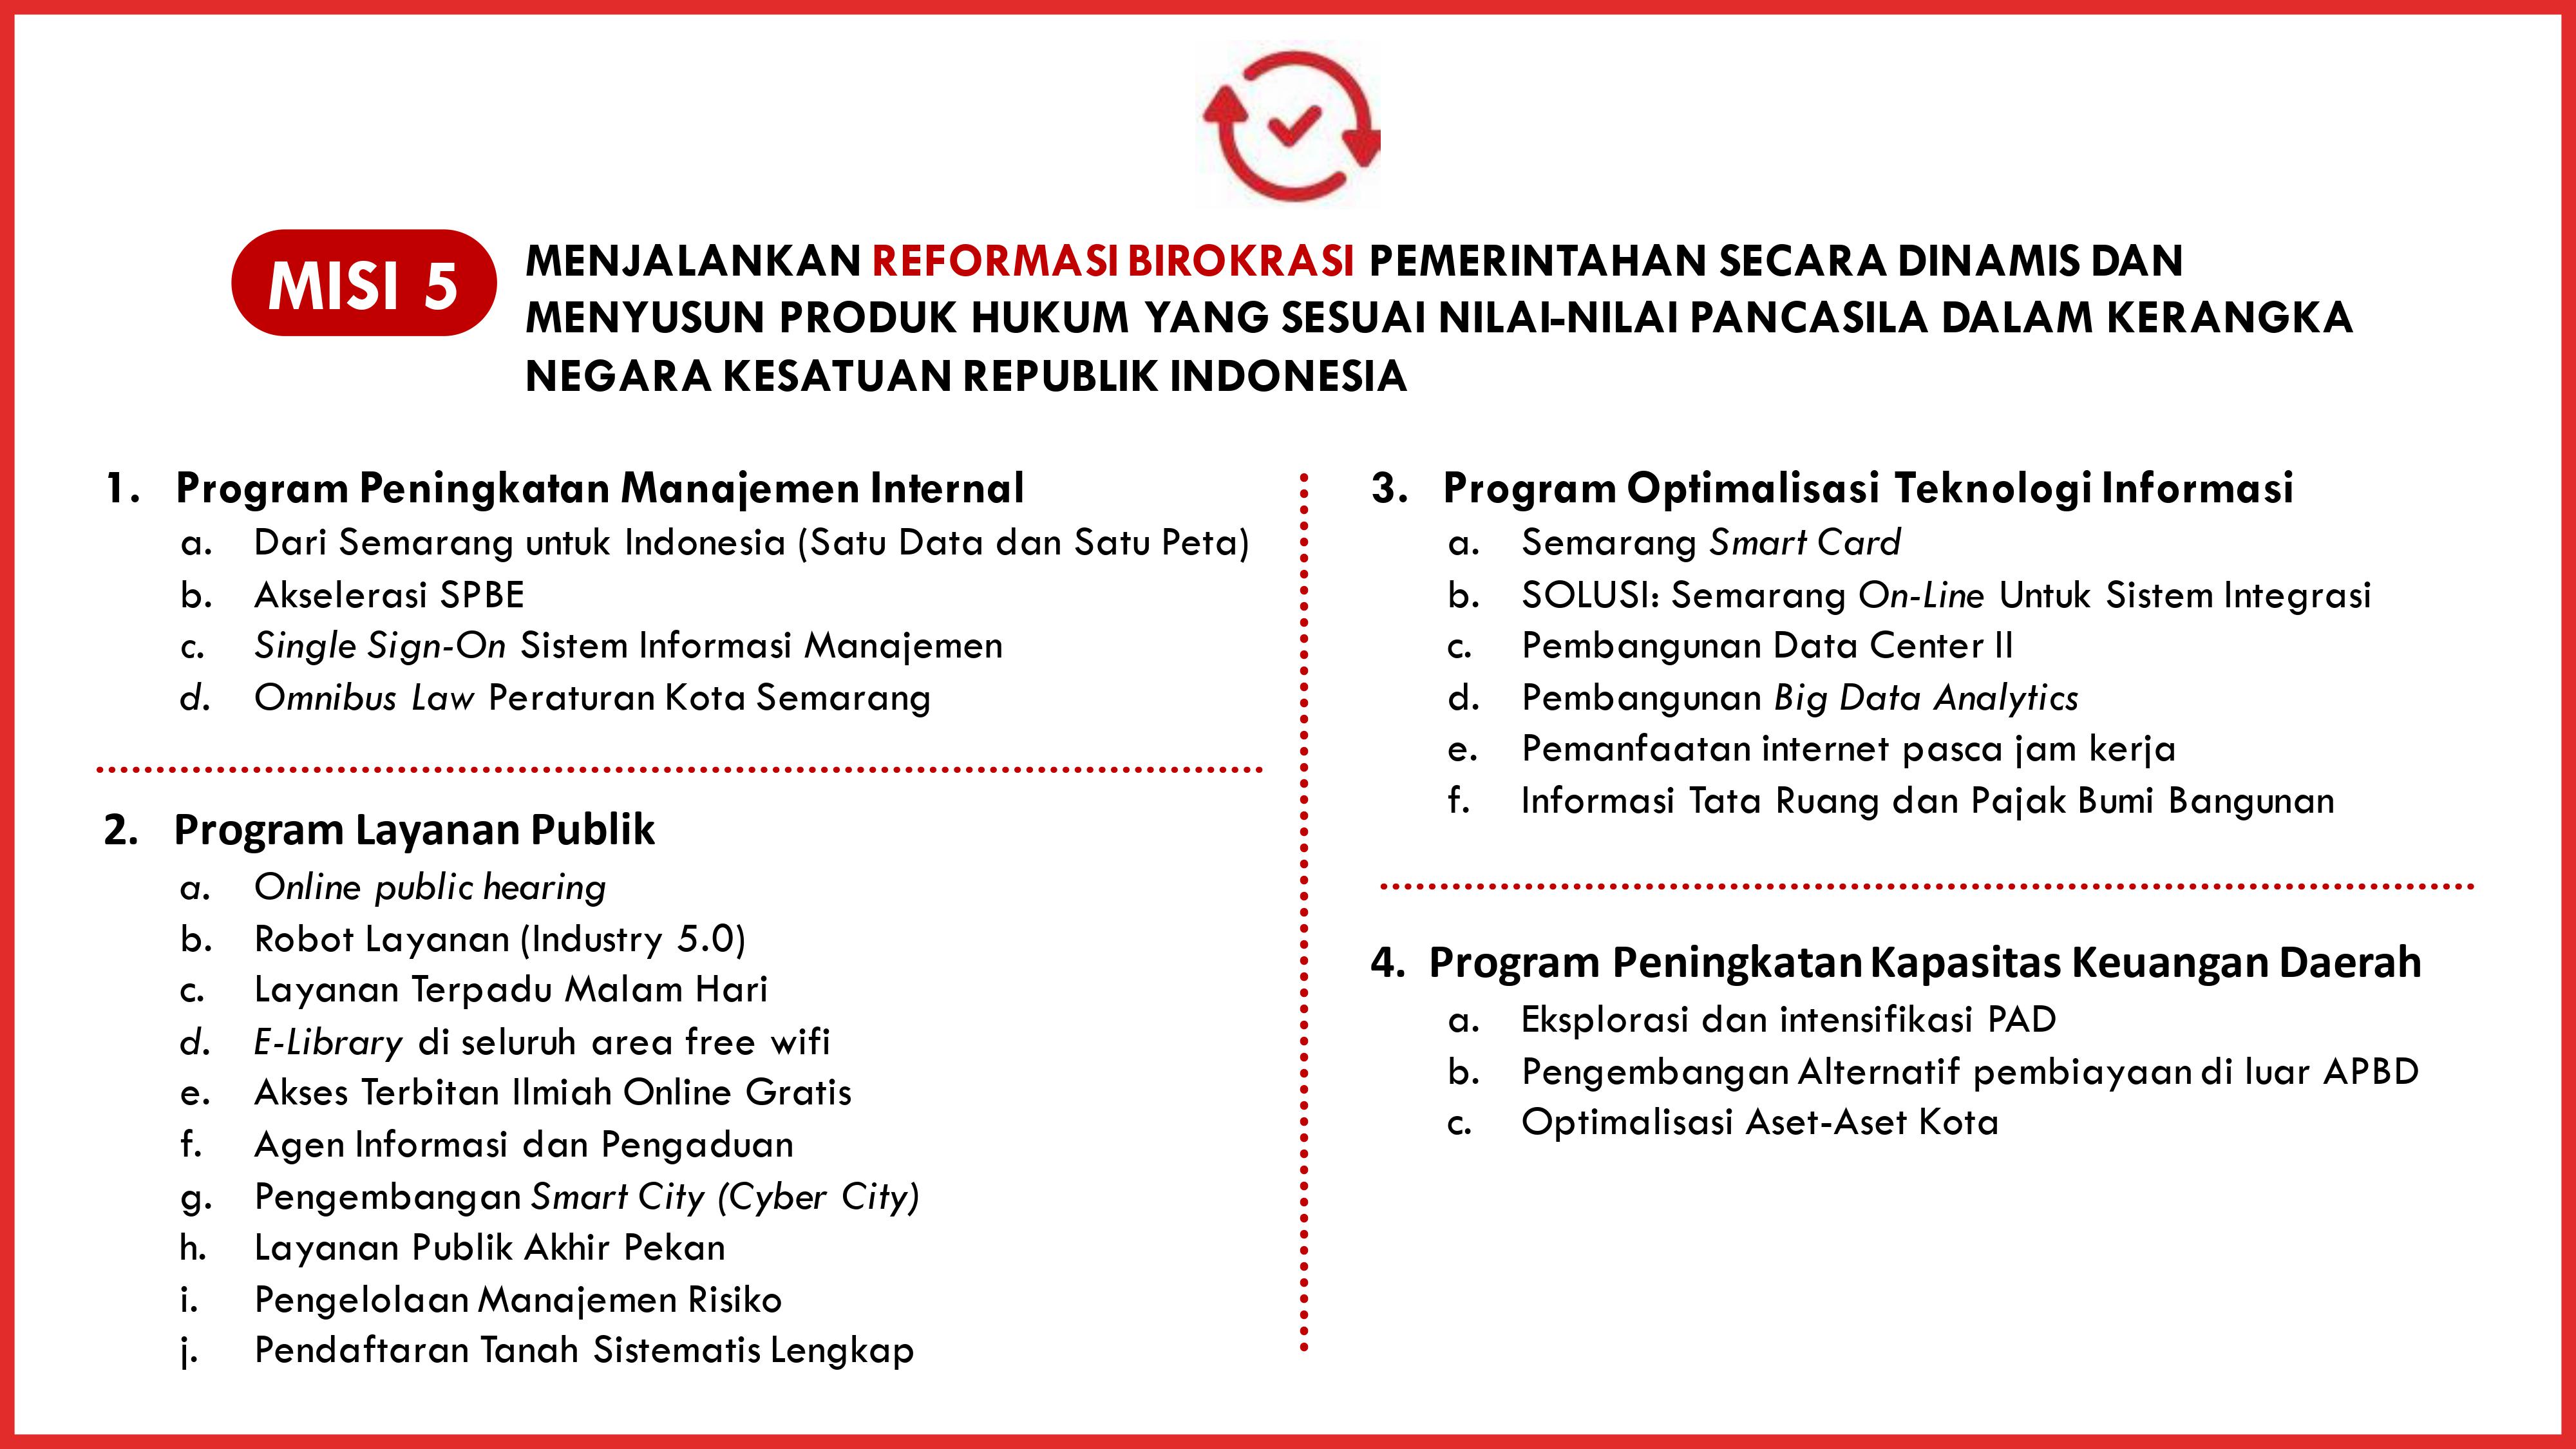 MISI 5
MENJALANKAN REFORMASI BIROKRASI PEMERINTAHAN SECARA DINAMIS DAN
MENYUSUN PRODUK HUKUM YANG SESUAI NILAI-NILAI PANCASILA DALAM KERANGKA
NEGARA KESATUAN REPUBLIK INDONESIA
1. Program Peningkatan Manajemen Internal
a. Dari Semarang untuk Indonesia (Satu Data dan Satu Peta)
b. Akselerasi SPBE
c. Single Sign-On Sistem Informasi Manajemen
d. Omnibus Law Peraturan Kota Semarang
2. Program Layanan Publik
a. Online public hearing
b. Robot Layanan (Industry 5.0)
c. Layanan Terpadu Malam Hari
d. E-Library di seluruh area free wifi
e. Akses Terbitan Ilmiah Online Gratis
f. Agen Informasi dan Pengaduan
g. Pengembangan Smart City (Cyber City)
h. Layanan Publik Akhir Pekan
i. Pengelolaan Manajemen Risiko
j. Pendaftaran Tanah Sistematis Lengkap
3. Program Optimalisasi Teknologi Informasi
a. Semarang Smart Card
b. SOLUSI: Semarang On-Line Untuk Sistem Integrasi
c. Pembangunan Data Center II
d. Pembangunan Big Data Analytics
e. Pemanfaatan internet pasca jam kerja
f. Informasi Tata Ruang dan Pajak Bumi Bangunan
4. Program Peningkatan Kapasitas Keuangan Daerah
a. Eksplorasi dan intensifikasi PAD
b. Pengembangan Alternatif pembiayaan di luar APBD
c. Optimalisasi Aset-Aset Kota